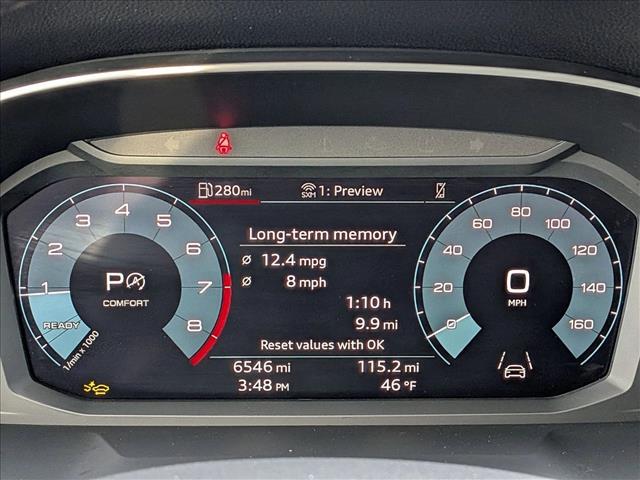 280mi
SXM 1: Preview
Long-term memory
Ø 12.4 mpg
Ø 8 mph
1:10 h
9.9 mi
Reset values with OK
6546 mi 115.2 mi
3:48 PM 46 °F
1 2 3 4 5 6 7 8
P A
COMFORT
READY
1/min x 1000
0 20 40 60 80 100 120 140 160
0
MPH